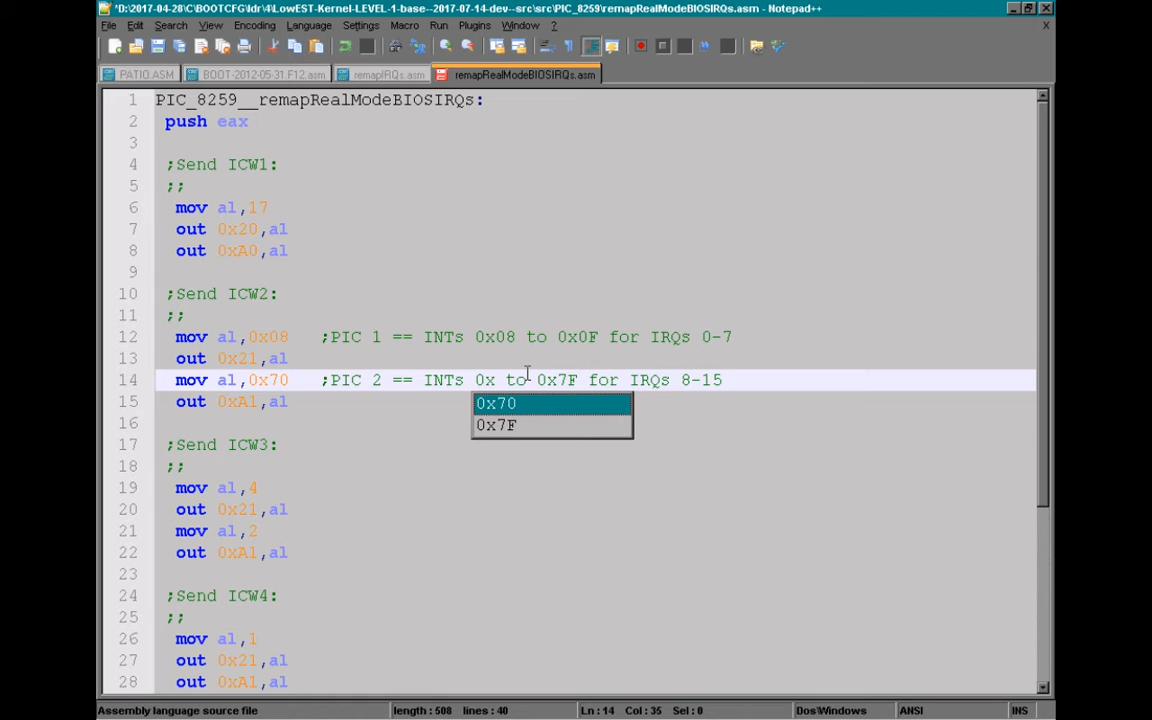 *D:\2017-04-28\C\BOOTCFG\ldr\4\LowEST-Kernel-LEVEL-1-base--2017-07-14-dev--src\src\PIC_8259\remapRealModeBIOSIRQs.asm - Notepad++
File Edit Search View Encoding Language Settings Macro Run Plugins Window ? X
PATIO.ASM BOOT-2012-05-31.F12.asm remapIRQs.asm remapRealModeBIOSIRQs.asm
1 PIC_8259__remapRealModeBIOSIRQs:
2 push eax
3
4 ;Send ICW1:
5 ;;
6 mov al,17
7 out 0x20,al
8 out 0xA0,al
9
10 ;Send ICW2:
11 ;;
12 mov al,0x08 ;PIC 1 == INTs 0x08 to 0x0F for IRQs 0-7
13 out 0x21,al
14 mov al,0x70 ;PIC 2 == INTs 0x to 0x7F for IRQs 8-15
15 out 0xA1,al
0x70
16
0x7F
17 ;Send ICW3:
18 ;;
19 mov al,4
20 out 0x21,al
21 mov al,2
22 out 0xA1,al
23
24 ;Send ICW4:
25 ;;
26 mov al,1
27 out 0x21,al
28 out 0xA1,al
Assembly language source file length : 508 lines : 40 Ln : 14 Col : 35 Sel : 0 Dos\Windows ANSI INS